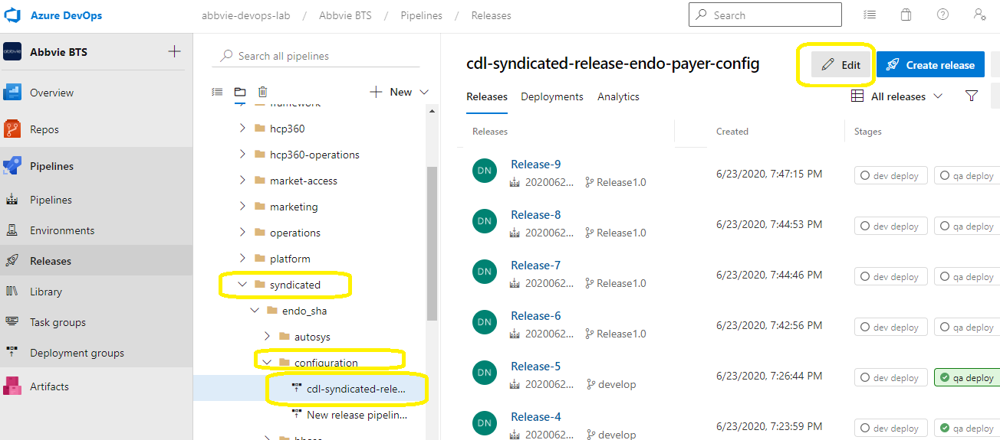 Azure DevOps
abbvie-devops-lab / Abbvie BTS / Pipelines / Releases
Search
abbvie
Abbvie BTS
Overview
Repos
Pipelines
Pipelines
Environments
Releases
Library
Task groups
Deployment groups
Artifacts
Search all pipelines
New
framework
hcp360
hcp360-operations
market-access
marketing
operations
platform
syndicated
endo_sha
autosys
configuration
cdl-syndicated-rele...
New release pipelin...
cdl-syndicated-release-endo-payer-config
Edit
Create release
Releases Deployments Analytics
All releases
Releases Created Stages
DN Release-9 6/23/2020, 7:47:15 PM dev deploy qa deploy
2020062... Release1.0
DN Release-8 6/23/2020, 7:44:53 PM dev deploy qa deploy
2020062... Release1.0
DN Release-7 6/23/2020, 7:44:46 PM dev deploy qa deploy
2020062... Release1.0
DN Release-6 6/23/2020, 7:42:56 PM dev deploy qa deploy
2020062... Release1.0
DN Release-5 6/23/2020, 7:26:44 PM dev deploy qa deploy
2020062... develop
DN Release-4 6/23/2020, 7:23:59 PM dev deploy qa deploy
2020062... develop